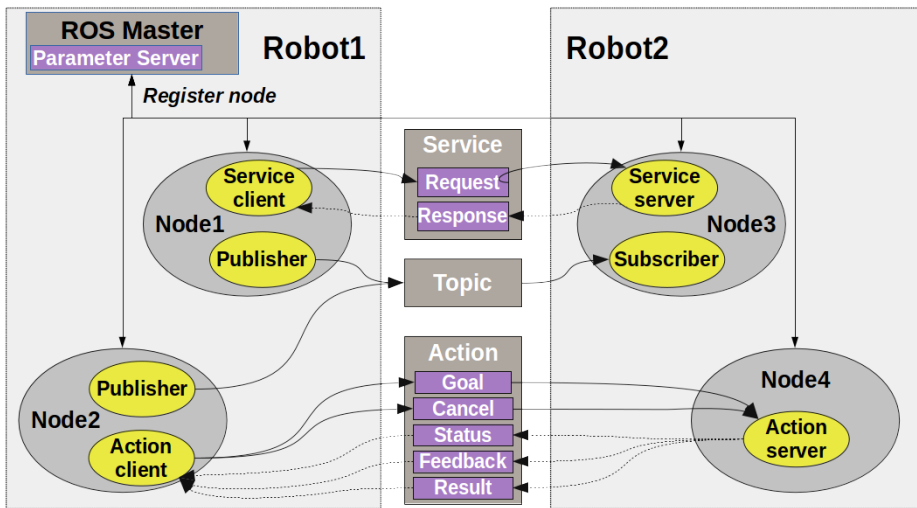 ROS Master
Parameter Server
Robot1
Robot2
Register node
Service
client
Node1
Publisher
Service
Request
Response
Service
server
Node3
Subscriber
Topic
Publisher
Node2
Action
client
Action
Goal
Cancel
Status
Feedback
Result
Node4
Action
server